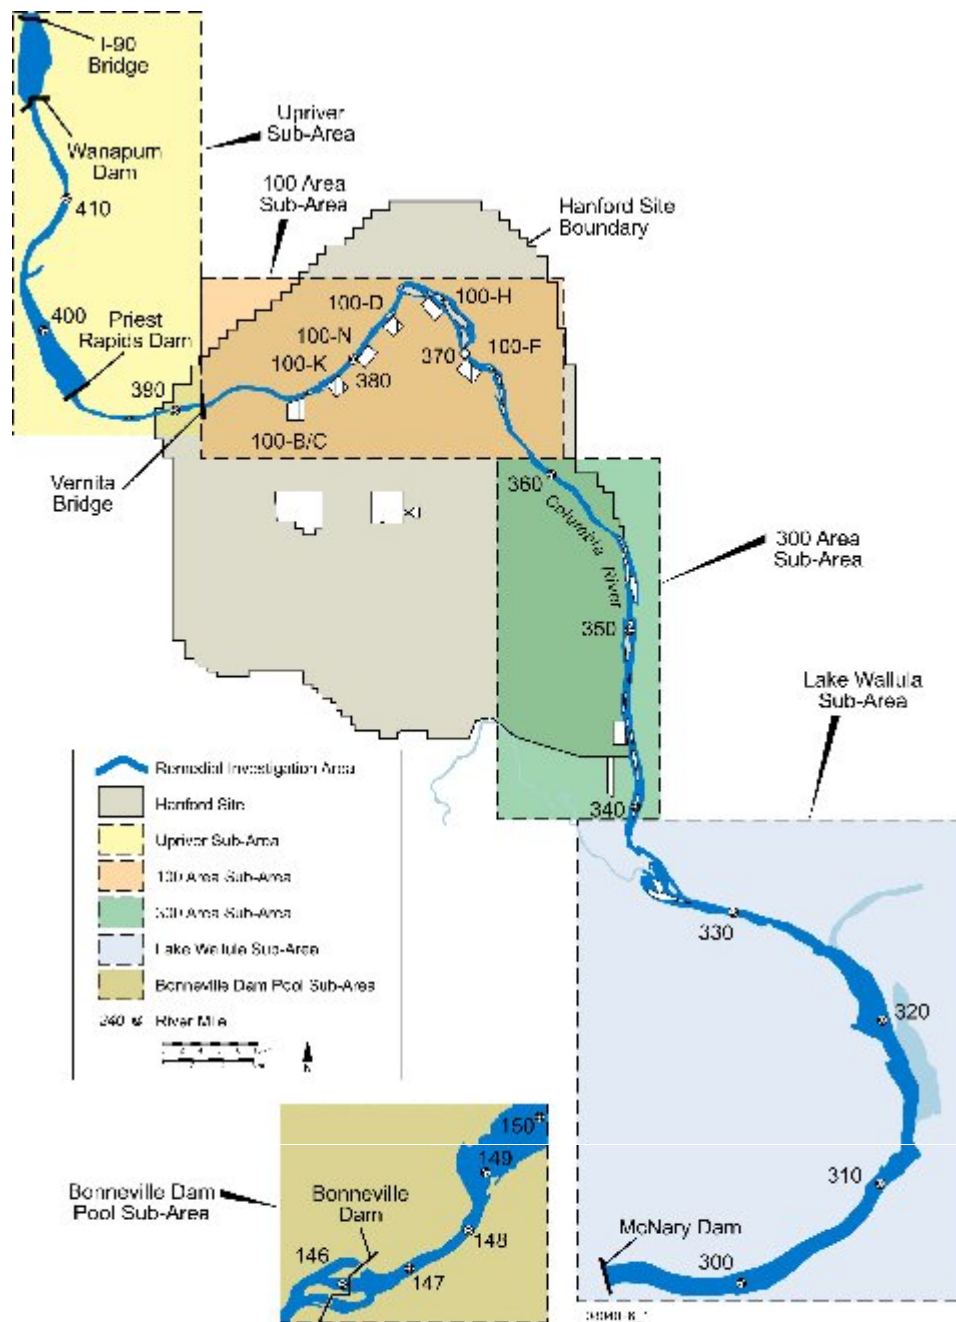 I-90
Bridge
Upriver
Sub-Area
Wanapum
Dam
100 Area
Sub-Area
410
Hanford Site
Boundary
100-D
100-H
400
Priest
Rapids Dam
100-N
370
100-F
100-K
380
390
100-B/C
Vernita
Bridge
360
Columbia River
300 Area
Sub-Area
350
Lake Wallula
Sub-Area
Remedial Investigation Area
Hanford Site
340
Upriver Sub-Area
100 Area Sub-Area
300 Area Sub-Area
330
Lake Wallula Sub-Area
Bonneville Dam Pool Sub-Area
340 River Mile
320
N
150
149
Bonneville Dam
Pool Sub-Area
Bonneville
Dam
310
148
McNary Dam
146
147
300